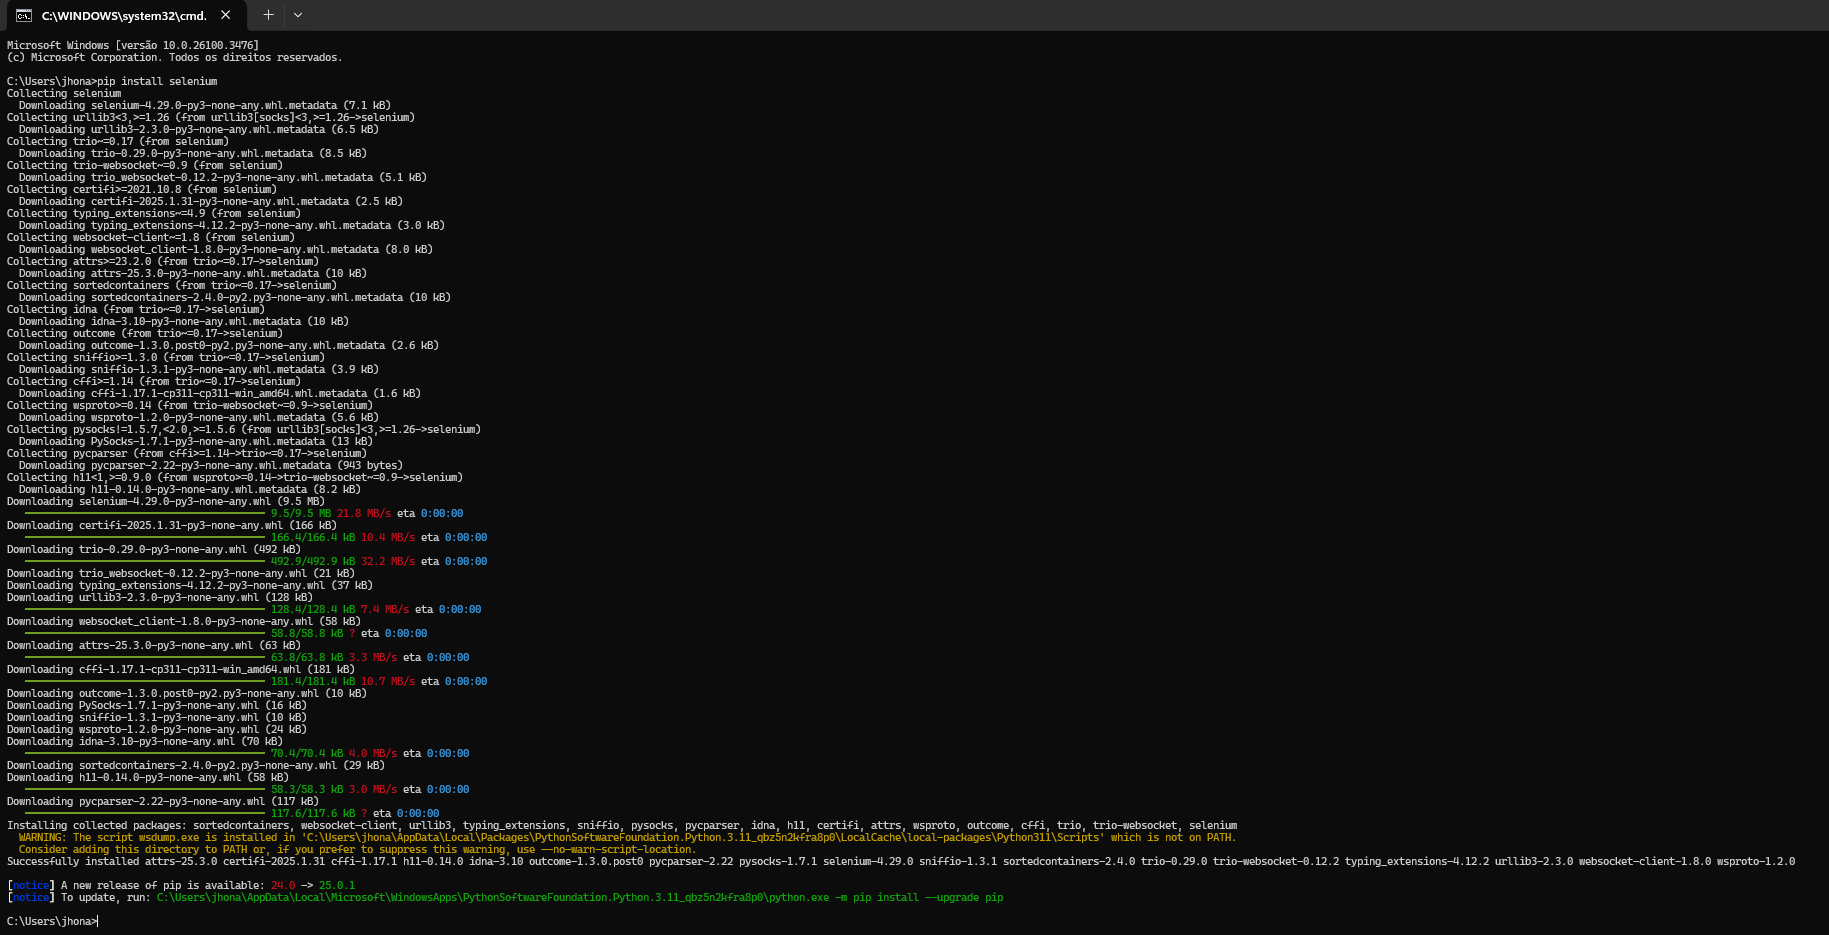 C:\WINDOWS\system32\cmd.
Microsoft Windows [versão 10.0.26100.3476]
(c) Microsoft Corporation. Todos os direitos reservados.
C:\Users\jhona>pip install selenium
Collecting selenium
  Downloading selenium-4.29.0-py3-none-any.whl.metadata (7.1 kB)
Collecting urllib3<3,>=1.26 (from urllib3[socks]<3,>=1.26->selenium)
  Downloading urllib3-2.3.0-py3-none-any.whl.metadata (6.5 kB)
Collecting trio~=0.17 (from selenium)
  Downloading trio-0.29.0-py3-none-any.whl.metadata (8.5 kB)
Collecting trio-websocket~=0.9 (from selenium)
  Downloading trio_websocket-0.12.2-py3-none-any.whl.metadata (5.1 kB)
Collecting certifi>=2021.10.8 (from selenium)
  Downloading certifi-2025.1.31-py3-none-any.whl.metadata (2.5 kB)
Collecting typing_extensions~=4.9 (from selenium)
  Downloading typing_extensions-4.12.2-py3-none-any.whl.metadata (3.0 kB)
Collecting websocket-client~=1.8 (from selenium)
  Downloading websocket_client-1.8.0-py3-none-any.whl.metadata (8.0 kB)
Collecting attrs>=23.2.0 (from trio~=0.17->selenium)
  Downloading attrs-25.3.0-py3-none-any.whl.metadata (10 kB)
Collecting sortedcontainers (from trio~=0.17->selenium)
  Downloading sortedcontainers-2.4.0-py2.py3-none-any.whl.metadata (10 kB)
Collecting idna (from trio~=0.17->selenium)
  Downloading idna-3.10-py3-none-any.whl.metadata (10 kB)
Collecting outcome (from trio~=0.17->selenium)
  Downloading outcome-1.3.0.post0-py2.py3-none-any.whl.metadata (2.6 kB)
Collecting sniffio>=1.3.0 (from trio~=0.17->selenium)
  Downloading sniffio-1.3.1-py3-none-any.whl.metadata (3.9 kB)
Collecting cffi>=1.14 (from trio~=0.17->selenium)
  Downloading cffi-1.17.1-cp311-cp311-win_amd64.whl.metadata (1.6 kB)
Collecting wsproto>=0.14 (from trio-websocket~=0.9->selenium)
  Downloading wsproto-1.2.0-py3-none-any.whl.metadata (5.6 kB)
Collecting pysocks!=1.5.7,<2.0,>=1.5.6 (from urllib3[socks]<3,>=1.26->selenium)
  Downloading PySocks-1.7.1-py3-none-any.whl.metadata (13 kB)
Collecting pycparser (from cffi>=1.14->trio~=0.17->selenium)
  Downloading pycparser-2.22-py3-none-any.whl.metadata (943 bytes)
Collecting h11<1,>=0.9.0 (from wsproto>=0.14->trio-websocket~=0.9->selenium)
  Downloading h11-0.14.0-py3-none-any.whl.metadata (8.2 kB)
Downloading selenium-4.29.0-py3-none-any.whl (9.5 MB)
9.5/9.5 MB 21.8 MB/s eta 0:00:00
Downloading certifi-2025.1.31-py3-none-any.whl (166 kB)
166.4/166.4 kB 10.4 MB/s eta 0:00:00
Downloading trio-0.29.0-py3-none-any.whl (492 kB)
492.9/492.9 kB 32.2 MB/s eta 0:00:00
Downloading trio_websocket-0.12.2-py3-none-any.whl (21 kB)
Downloading typing_extensions-4.12.2-py3-none-any.whl (37 kB)
Downloading urllib3-2.3.0-py3-none-any.whl (128 kB)
128.4/128.4 kB 7.4 MB/s eta 0:00:00
Downloading websocket_client-1.8.0-py3-none-any.whl (58 kB)
58.8/58.8 kB ? eta 0:00:00
Downloading attrs-25.3.0-py3-none-any.whl (63 kB)
63.8/63.8 kB 3.3 MB/s eta 0:00:00
Downloading cffi-1.17.1-cp311-cp311-win_amd64.whl (181 kB)
181.4/181.4 kB 10.7 MB/s eta 0:00:00
Downloading outcome-1.3.0.post0-py2.py3-none-any.whl (10 kB)
Downloading PySocks-1.7.1-py3-none-any.whl (16 kB)
Downloading sniffio-1.3.1-py3-none-any.whl (10 kB)
Downloading wsproto-1.2.0-py3-none-any.whl (24 kB)
Downloading idna-3.10-py3-none-any.whl (70 kB)
70.4/70.4 kB 4.0 MB/s eta 0:00:00
Downloading sortedcontainers-2.4.0-py2.py3-none-any.whl (29 kB)
Downloading h11-0.14.0-py3-none-any.whl (58 kB)
58.3/58.3 kB 3.0 MB/s eta 0:00:00
Downloading pycparser-2.22-py3-none-any.whl (117 kB)
117.6/117.6 kB ? eta 0:00:00
Installing collected packages: sortedcontainers, websocket-client, urllib3, typing_extensions, sniffio, pysocks, pycparser, idna, h11, certifi, attrs, wsproto, outcome, cffi, trio, trio-websocket, selenium
  WARNING: The script wsdump.exe is installed in 'C:\Users\jhona\AppData\Local\Packages\PythonSoftwareFoundation.Python.3.11_qbz5n2kfra8p0\LocalCache\local-packages\Python311\Scripts' which is not on PATH.
  Consider adding this directory to PATH or, if you prefer to suppress this warning, use --no-warn-script-location.
Successfully installed attrs-25.3.0 certifi-2025.1.31 cffi-1.17.1 h11-0.14.0 idna-3.10 outcome-1.3.0.post0 pycparser-2.22 pysocks-1.7.1 selenium-4.29.0 sniffio-1.3.1 sortedcontainers-2.4.0 trio-0.29.0 trio-websocket-0.12.2 typing_extensions-4.12.2 urllib3-2.3.0 websocket-client-1.8.0 wsproto-1.2.0
[notice] A new release of pip is available: 24.0 -> 25.0.1
[notice] To update, run: C:\Users\jhona\AppData\Local\Microsoft\WindowsApps\PythonSoftwareFoundation.Python.3.11_qbz5n2kfra8p0\python.exe -m pip install --upgrade pip
C:\Users\jhona>